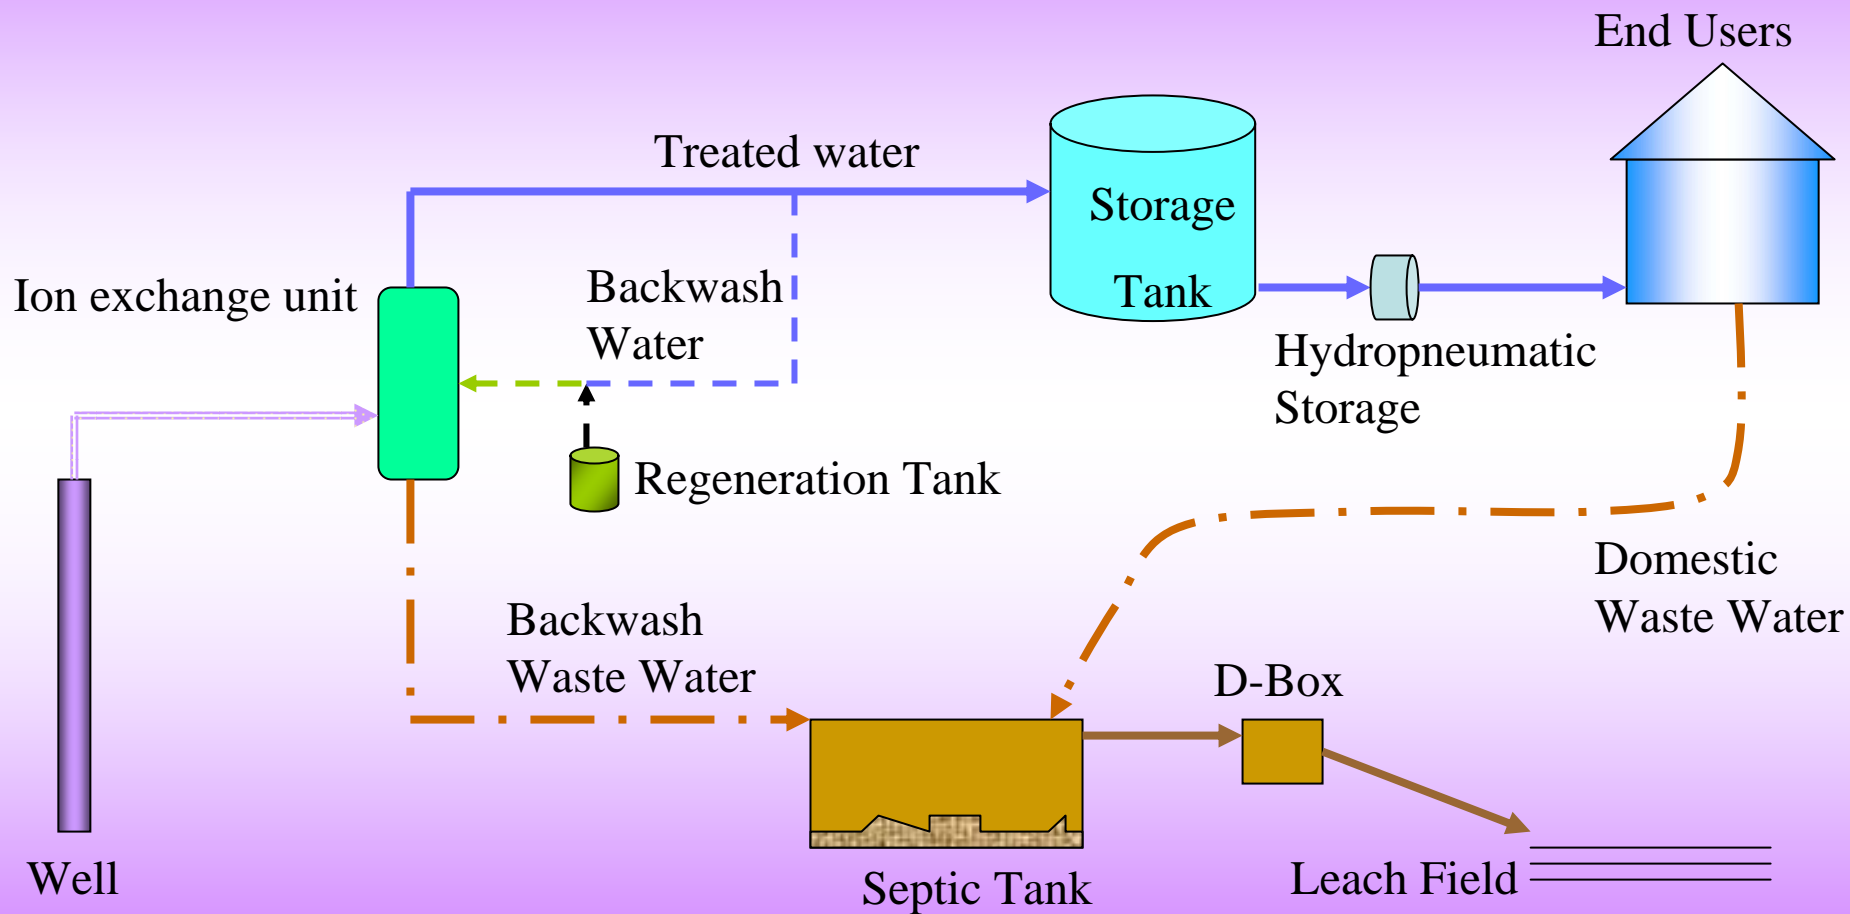 End Users
Treated water
Storage
Tank
Ion exchange unit
Backwash
Water
Hydropneumatic
Storage
Regeneration Tank
Domestic
Waste Water
Backwash
Waste Water
D-Box
Well
Septic Tank
Leach Field